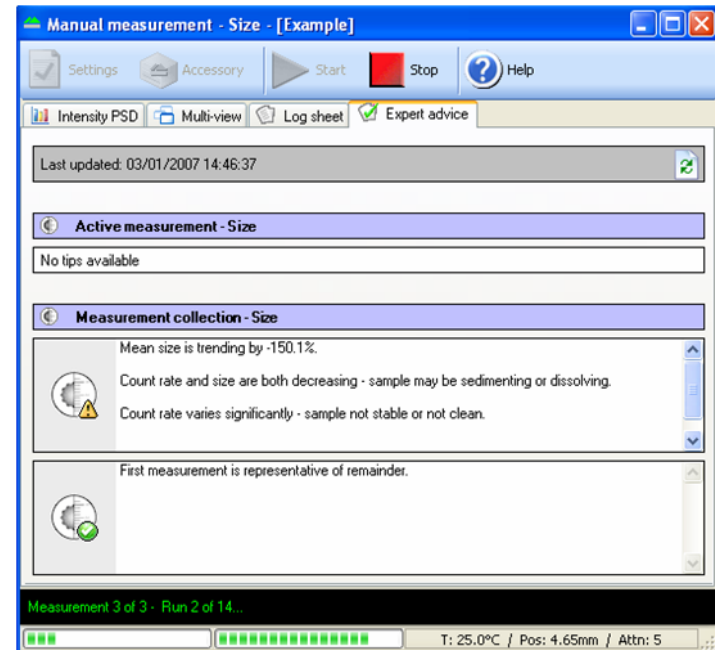 Manual measurement - Size - [Example]
Settings Accessory Start Stop Help
Intensity PSD Multi-view Log sheet Expert advice
Last updated: 03/01/2007 14:46:37
Active measurement - Size
No tips available
Measurement collection - Size
Mean size is trending by -150.1%.
Count rate and size are both decreasing - sample may be sedimenting or dissolving.
Count rate varies significantly - sample not stable or not clean.
First measurement is representative of remainder.
Measurement 3 of 3 - Run 2 of 14...
T: 25.0°C / Pos: 4.65mm / Attn: 5